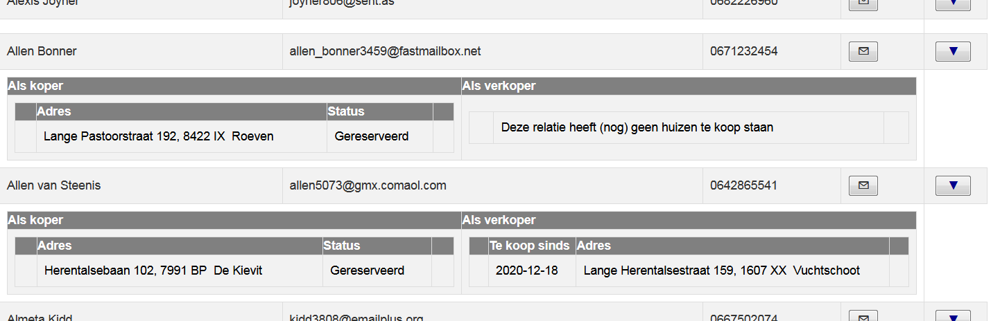 Alexis Joyner joyner806@sent.as 0682226960
Allen Bonner allen_bonner3459@fastmailbox.net 0671232454
Als koper Als verkoper
Adres Status
Deze relatie heeft (nog) geen huizen te koop staan
Lange Pastoorstraat 192, 8422 IX  Roeven Gereserveerd
Allen van Steenis allen5073@gmx.comaol.com 0642865541
Als koper Als verkoper
Adres Status Te koop sinds Adres
Herentalsebaan 102, 7991 BP  De Kievit Gereserveerd 2020-12-18 Lange Herentalsestraat 159, 1607 XX  Vuchtschoot
Almeta Kidd kidd3808@emailplus.org 0667502074